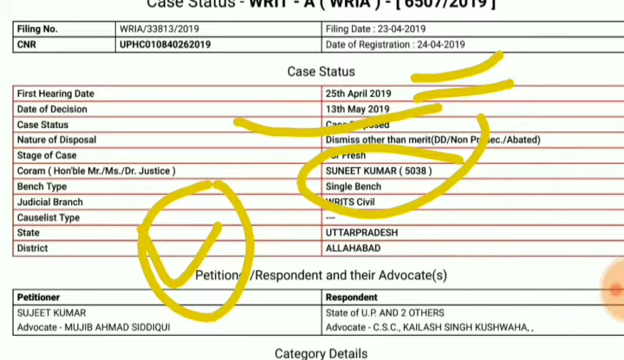 Case Status - WRIT - A ( WRIA ) - [ 6507/2019 ]
Filing No. WRIA/33813/2019 Filing Date : 23-04-2019
CNR UPHC010840262019 Date of Registration : 24-04-2019
Case Status
First Hearing Date 25th April 2019
Date of Decision 13th May 2019
Case Status Case Disposed
Nature of Disposal Dismiss other than merit(DD/Non Prosec./Abated)
Stage of Case Fresh
Coram ( Hon'ble Mr./Ms./Dr. Justice ) SUNEET KUMAR ( 5038 )
Bench Type Single Bench
Judicial Branch WRITS Civil
Causelist Type ---
State UTTARPRADESH
District ALLAHABAD
Petitioner/Respondent and their Advocate(s)
Petitioner Respondent
SUJEET KUMAR State of U.P. AND 2 OTHERS
Advocate - MUJIB AHMAD SIDDIQUI Advocate - C.S.C., KAILASH SINGH KUSHWAHA, ,
Category Details